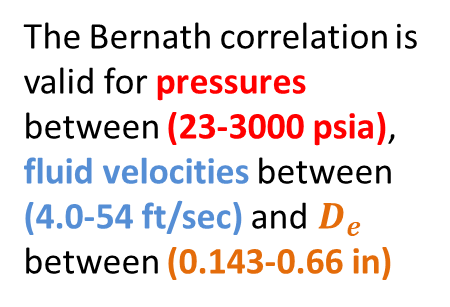 The Bernath correlation is
valid for pressures
between (23-3000 psia),
fluid velocities between
(4.0-54 ft/sec) and Dₑ
between (0.143-0.66 in)